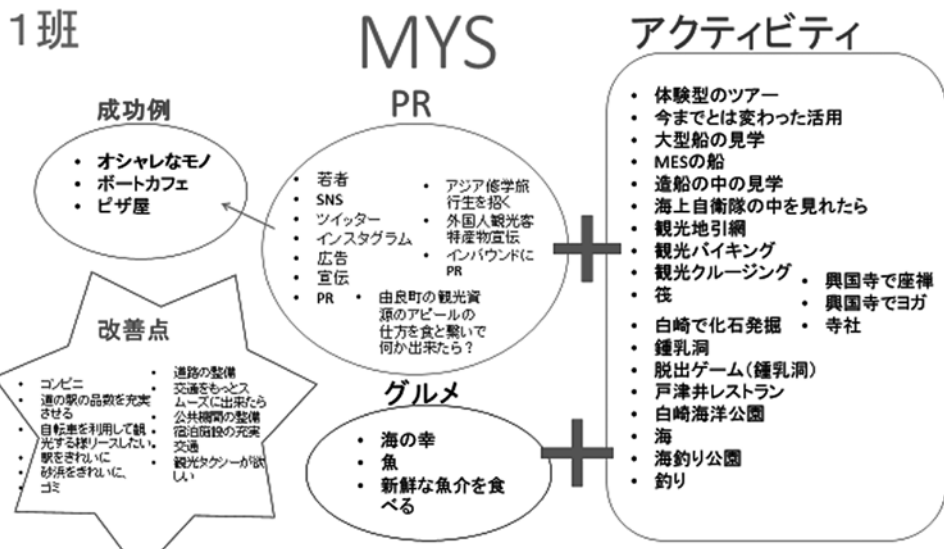 1班
MYS
アクティビティ
成功例
• オシャレなモノ
• ボートカフェ
• ピザ屋
PR
• 若者
• SNS
• ツイッター
• インスタグラム
• 広告
• 宣伝
• PR
• アジア修学旅
行生を招く
• 外国人観光客
特産物宣伝
• インバウンドに
PR
• 由良町の観光資
源のアピールの
仕方を食と繋いで
何か出来たら?
• 体験型のツアー
• 今までとは変わった活用
• 大型船の見学
• MESの船
• 造船の中の見学
• 海上自衛隊の中を見れたら
• 観光地引網
• 観光バイキング
• 観光クルージング
• 筏
• 白崎で化石発掘
• 鍾乳洞
• 脱出ゲーム(鍾乳洞)
• 戸津井レストラン
• 白崎海洋公園
• 海
• 海釣り公園
• 釣り
• 興国寺で座禅
• 興国寺でヨガ
• 寺社
改善点
• コンビニ
• 道の駅の品数を充実
させる
• 自転車を利用して観
光する様リースしたい
• 駅をきれいに
• 砂浜をきれいに、
• ゴミ
• 道路の整備
• 交通をもっとス
ムーズに出来たら
• 公共機関の整備
• 宿泊施設の充実
• 交通
• 観光タクシーが欲
しい
グルメ
• 海の幸
• 魚
• 新鮮な魚介を食
べる